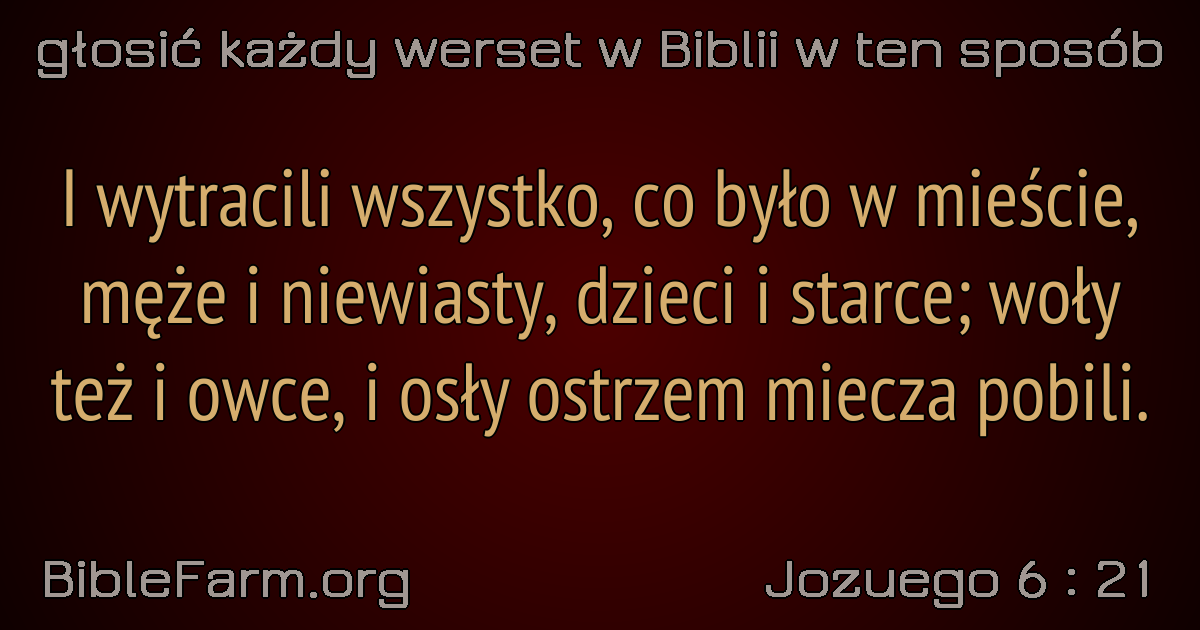 głosić każdy werset w Biblii w ten sposób
I wytracili wszystko, co było w mieście,
męże i niewiasty, dzieci i starce; woły
też i owce, i osły ostrzem miecza pobili.
BibleFarm.org
Jozuego 6 : 21